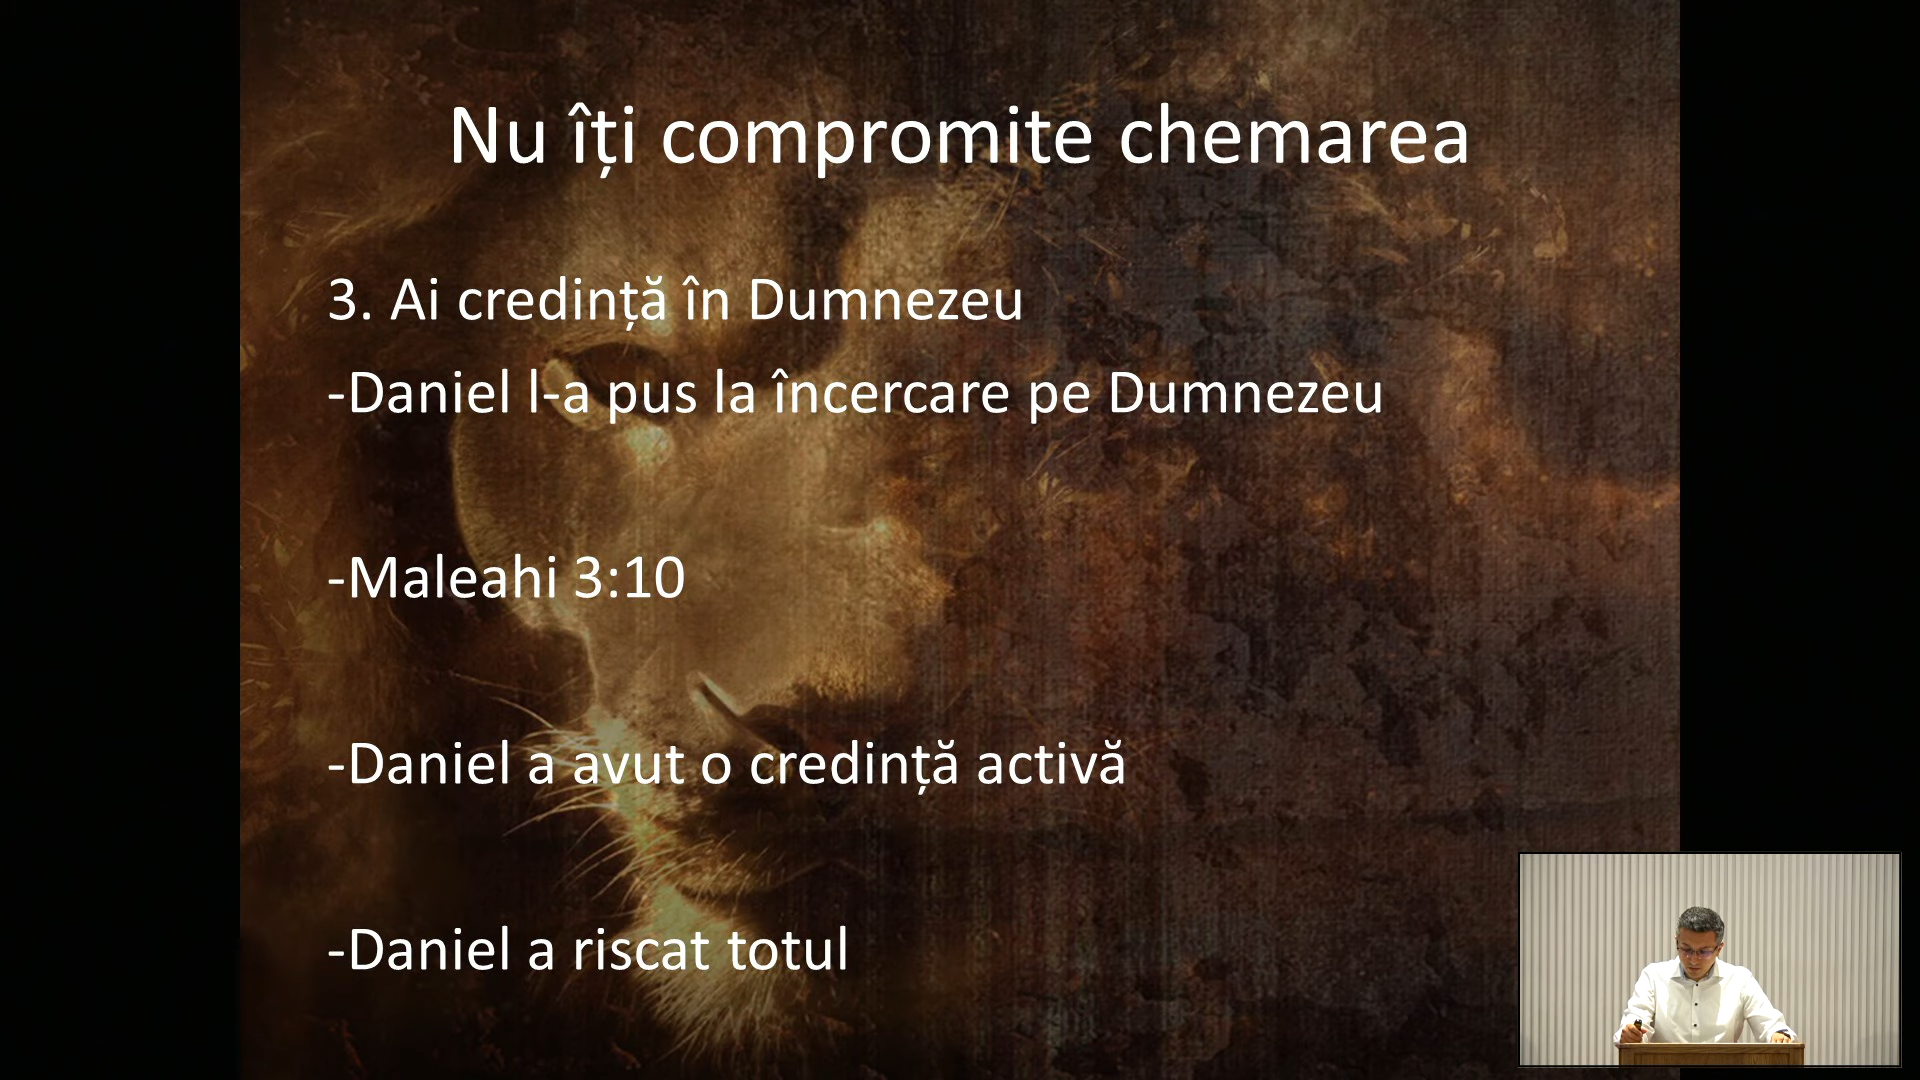 Nu îți compromite chemarea
3. Ai credință în Dumnezeu
-Daniel l-a pus la încercare pe Dumnezeu
-Maleahi 3:10
-Daniel a avut o credință activă
-Daniel a riscat totul